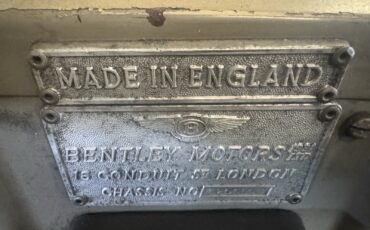 MADE IN ENGLAND
B
BENTLEY MOTORS
16 CONDUIT ST LONDON
CHASSIS NO